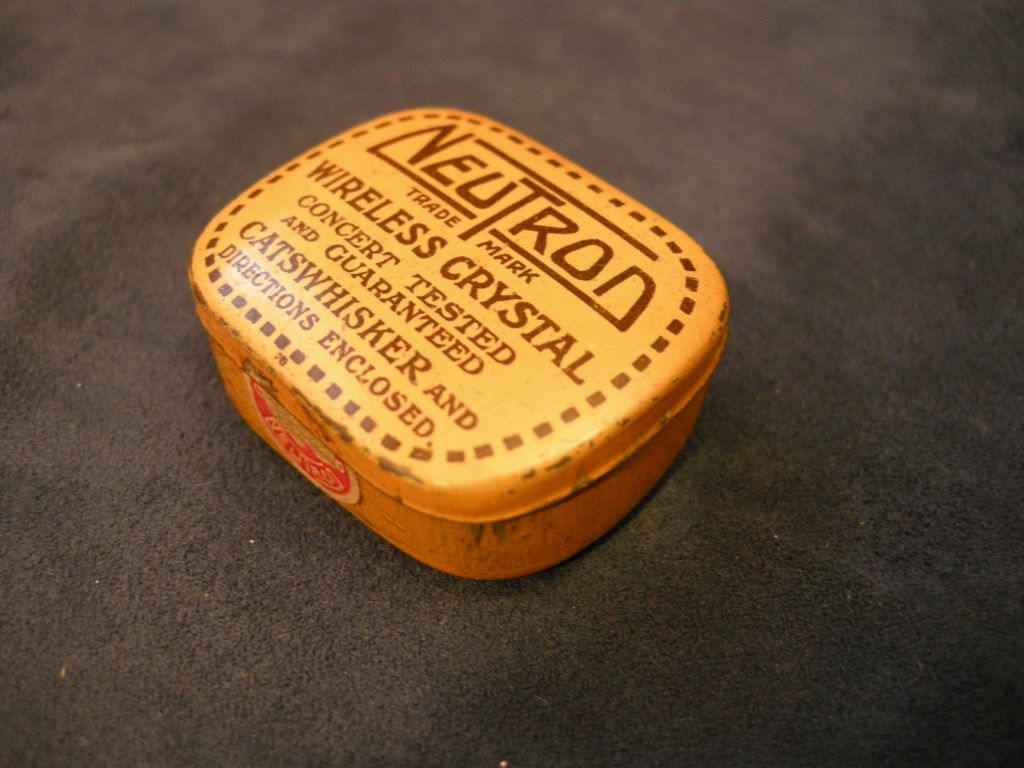 NEUTRON
TRADE MARK
WIRELESS CRYSTAL
CONCERT TESTED
AND GUARANTEED
CATSWHISKER AND
DIRECTIONS ENCLOSED.